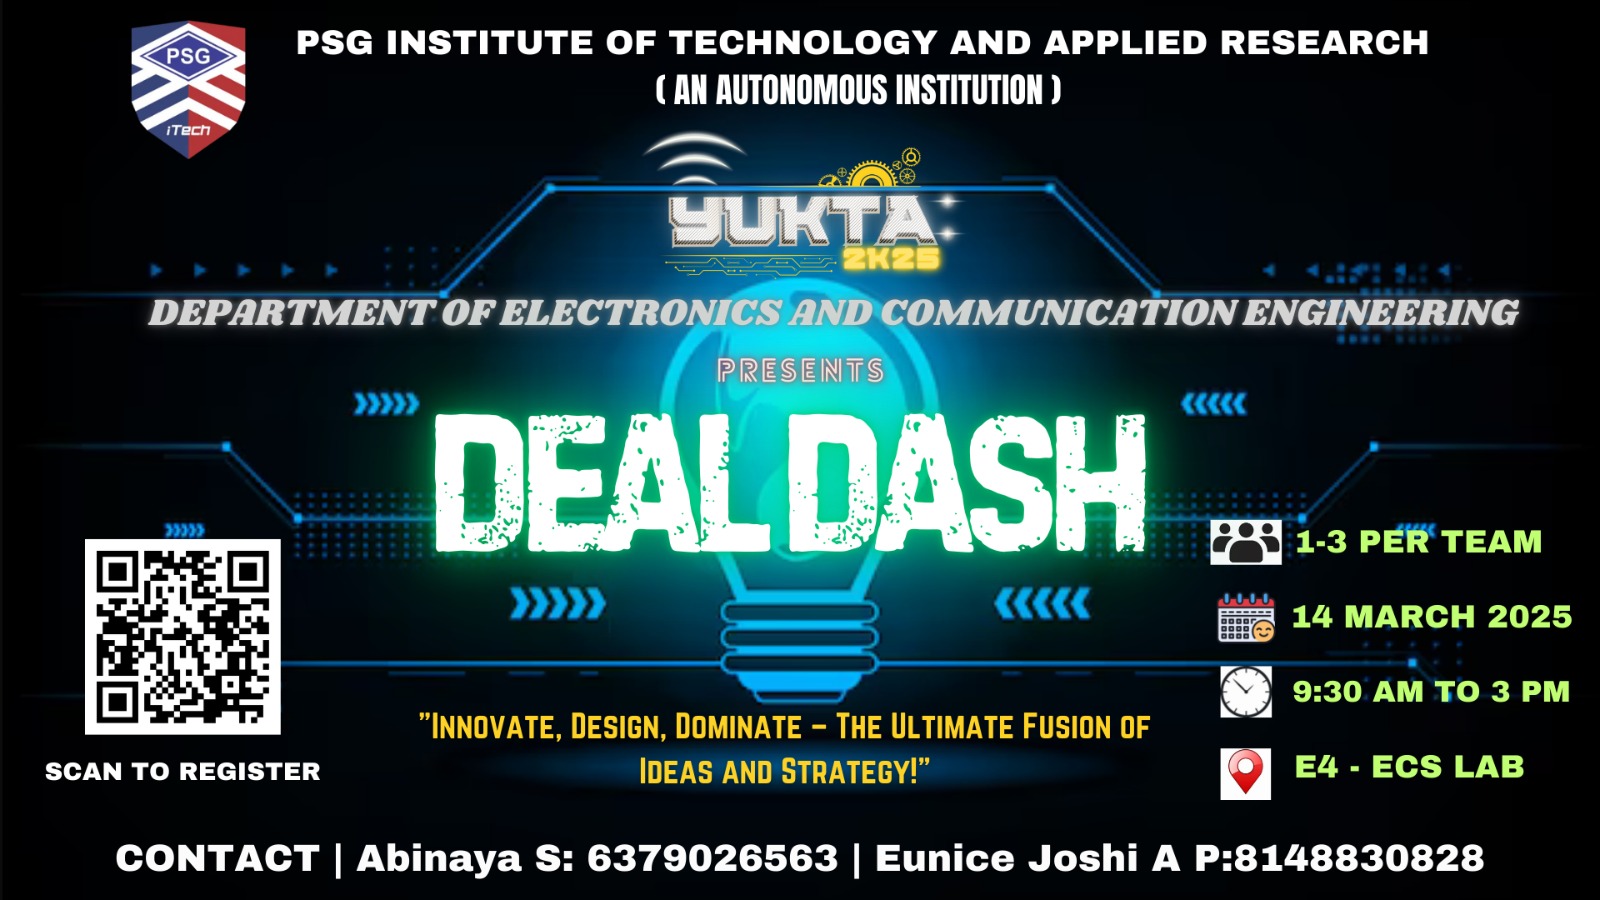 PSG
iTech
PSG INSTITUTE OF TECHNOLOGY AND APPLIED RESEARCH
( AN AUTONOMOUS INSTITUTION )
YUKTA
2K25
DEPARTMENT OF ELECTRONICS AND COMMUNICATION ENGINEERING
PRESENTS
DEAL DASH
1-3 PER TEAM
14 MARCH 2025
9:30 AM TO 3 PM
E4 - ECS LAB
SCAN TO REGISTER
"Innovate, Design, Dominate – The Ultimate Fusion of
Ideas and Strategy!"
CONTACT | Abinaya S: 6379026563 | Eunice Joshi A P:8148830828